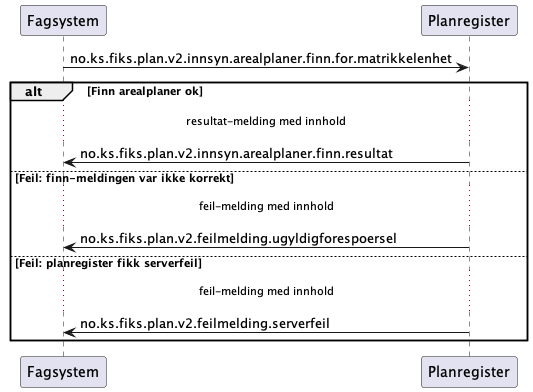 Fagsystem Planregister
no.ks.fiks.plan.v2.innsyn.arealplaner.finn.for.matrikkelenhet
alt [Finn arealplaner ok]
resultat-melding med innhold
no.ks.fiks.plan.v2.innsyn.arealplaner.finn.resultat
[Feil: finn-meldingen var ikke korrekt]
feil-melding med innhold
no.ks.fiks.plan.v2.feilmelding.ugyldigforespoersel
[Feil: planregister fikk serverfeil]
feil-melding med innhold
no.ks.fiks.plan.v2.feilmelding.serverfeil
Fagsystem Planregister